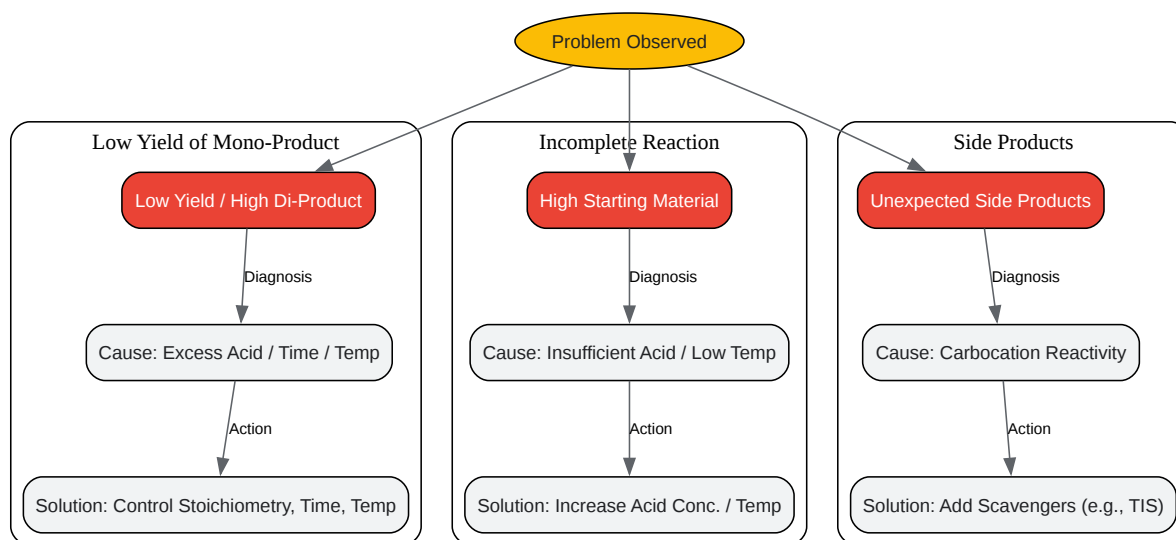 Problem Observed
Low Yield of Mono-Product
Incomplete Reaction
Side Products
Low Yield / High Di-Product
High Starting Material
Unexpected Side Products
Diagnosis
Diagnosis
Diagnosis
Cause: Excess Acid / Time / Temp
Cause: Insufficient Acid / Low Temp
Cause: Carbocation Reactivity
Action
Action
Action
Solution: Control Stoichiometry, Time, Temp
Solution: Increase Acid Conc. / Temp
Solution: Add Scavengers (e.g., TIS)